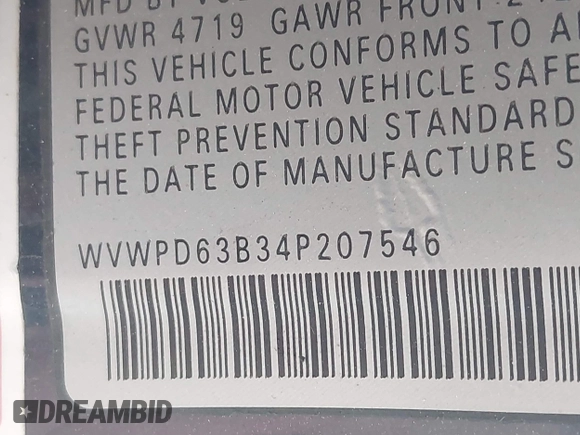 GVWR 4719 GAWR FRONT
THIS VEHICLE CONFORMS TO
FEDERAL MOTOR VEHICLE
THEFT PREVENTION STANDARD
THE DATE OF MANUFACTURE
WVWPD63B34P207546
DREAMBID